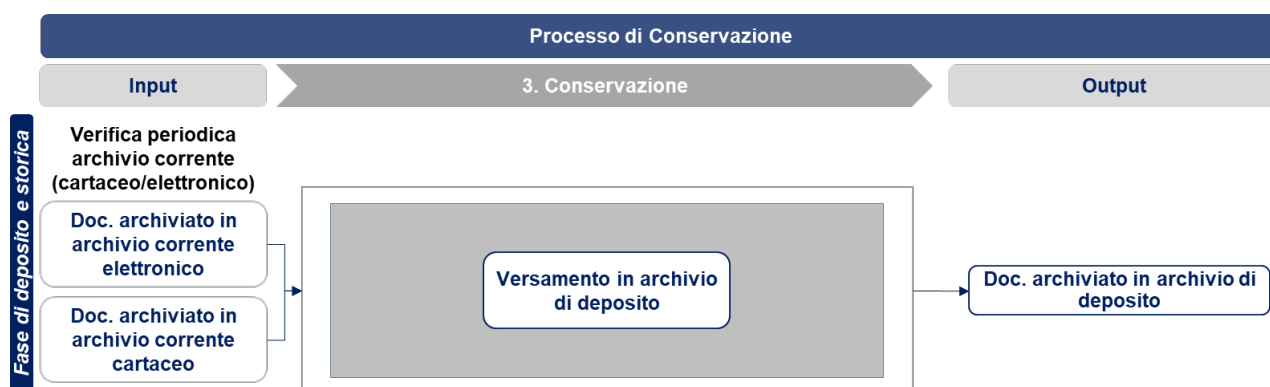 Processo di Conservazione
Input
3. Conservazione
Output
Fase di deposito e storica
Verifica periodica
archivio corrente
(cartaceo/elettronico)
Doc. archiviato in
archivio corrente
elettronico
Doc. archiviato in
archivio corrente
cartaceo
Versamento in archivio
di deposito
Doc. archiviato in archivio di
deposito